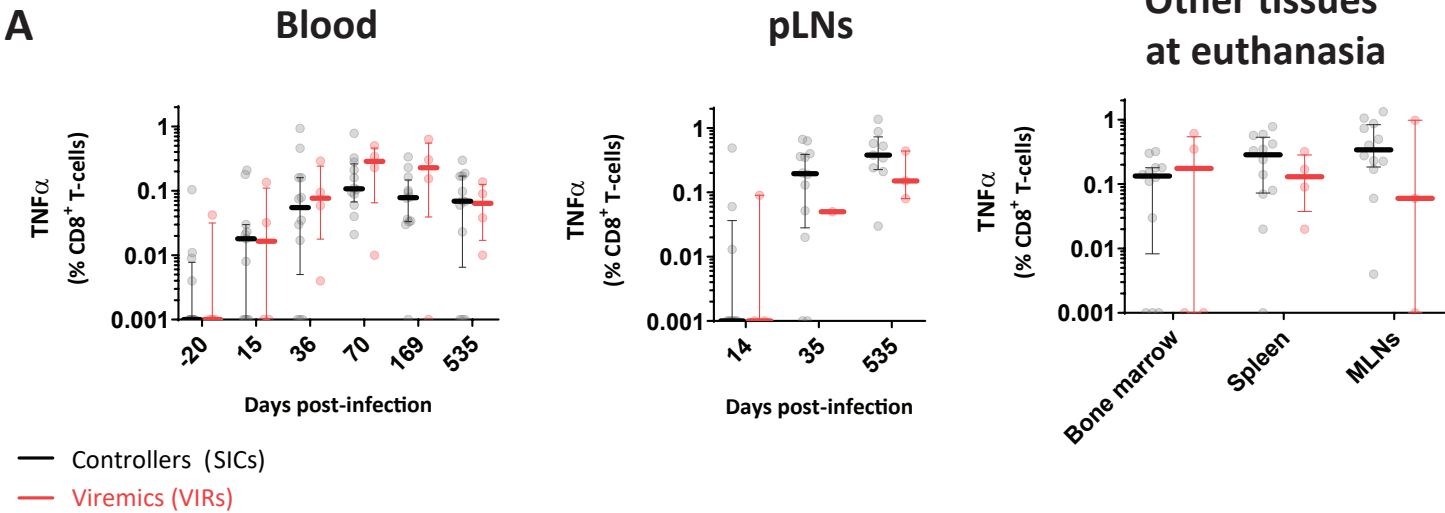 A
Blood
TNFα
(% CD8⁺ T-cells)
1
0.1
0.01
0.001
-20
15
36
70
169
535
Days post-infection
pLNs
TNFα
(% CD8⁺ T-cells)
1
0.1
0.01
0.001
14
35
535
Days post-infection
Other tissues
at euthanasia
TNFα
(% CD8⁺ T-cells)
1
0.1
0.01
0.001
Bone marrow
Spleen
MLNs
Controllers (SICs)
Viremics (VIRs)